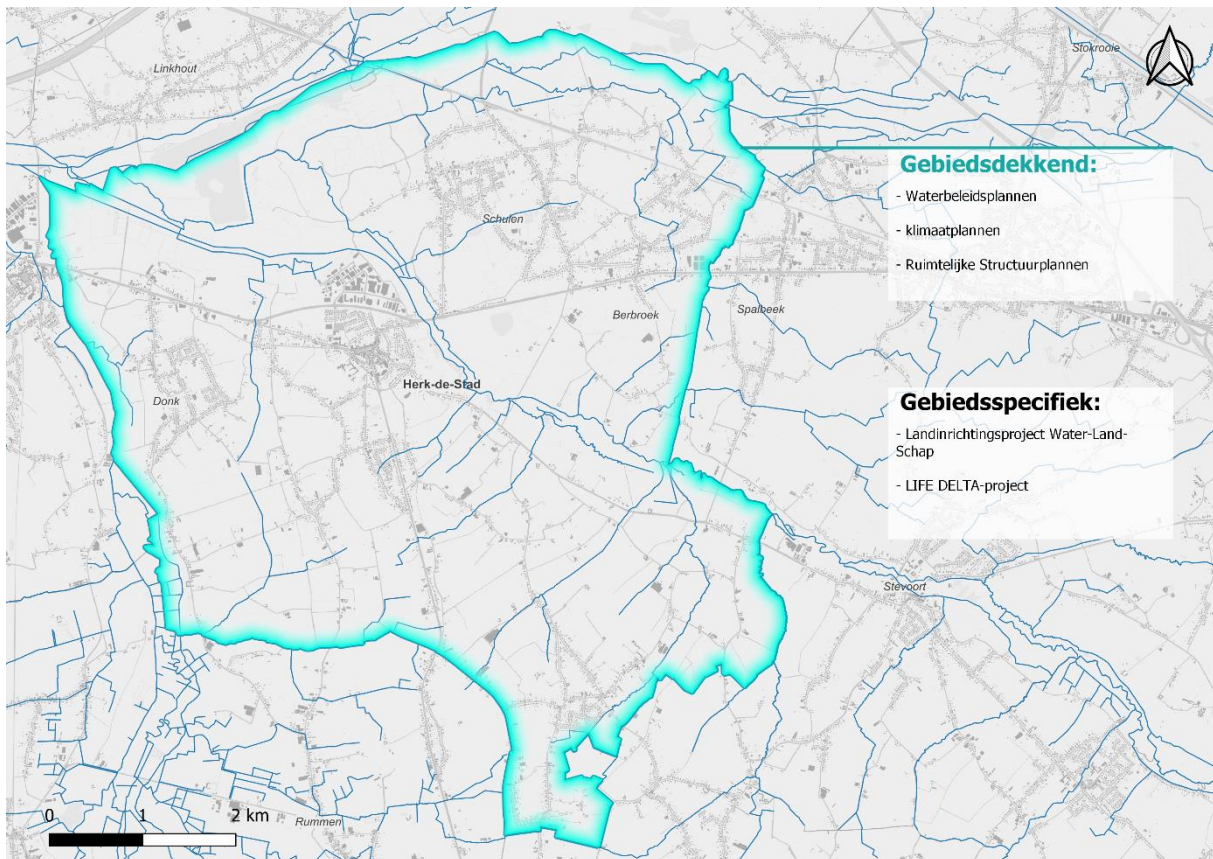 Linkhout
Stokrooie
Gebiedsdekkend:
- Waterbeleidsplannen
- klimaatplannen
- Ruimtelijke Structuurplannen
Schulen
Berbroek
Spalbeek
Herk-de-Stad
Donk
Gebiedsspecifiek:
- Landinrichtingsproject Water-Land-
Schap
- LIFE DELTA-project
Stevoort
0 1 2 km
Rummen